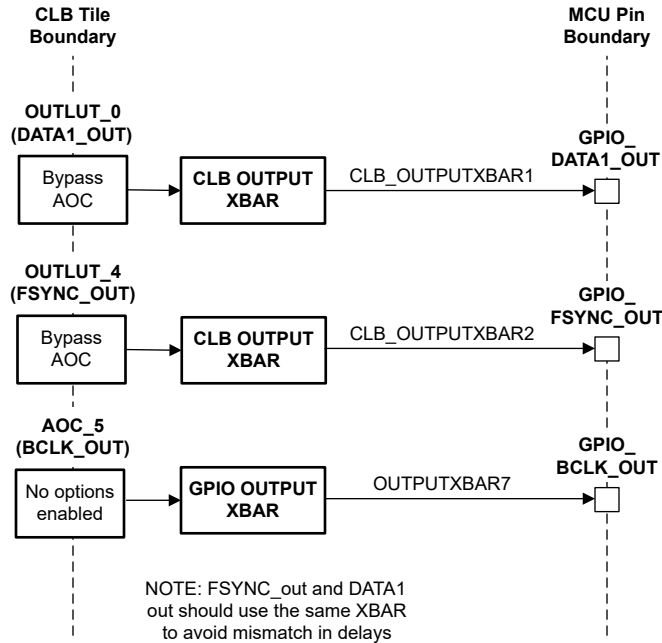 CLB Tile
Boundary
MCU Pin
Boundary
OUTLUT_0
(DATA1_OUT)
Bypass
AOC
CLB OUTPUT
XBAR
CLB_OUTPUTXBAR1
GPIO_
DATA1_OUT
OUTLUT_4
(FSYNC_OUT)
Bypass
AOC
CLB OUTPUT
XBAR
CLB_OUTPUTXBAR2
GPIO_
FSYNC_OUT
AOC_5
(BCLK_OUT)
No options
enabled
GPIO OUTPUT
XBAR
OUTPUTXBAR7
GPIO_
BCLK_OUT
NOTE: FSYNC_out and DATA1
out should use the same XBAR
to avoid mismatch in delays